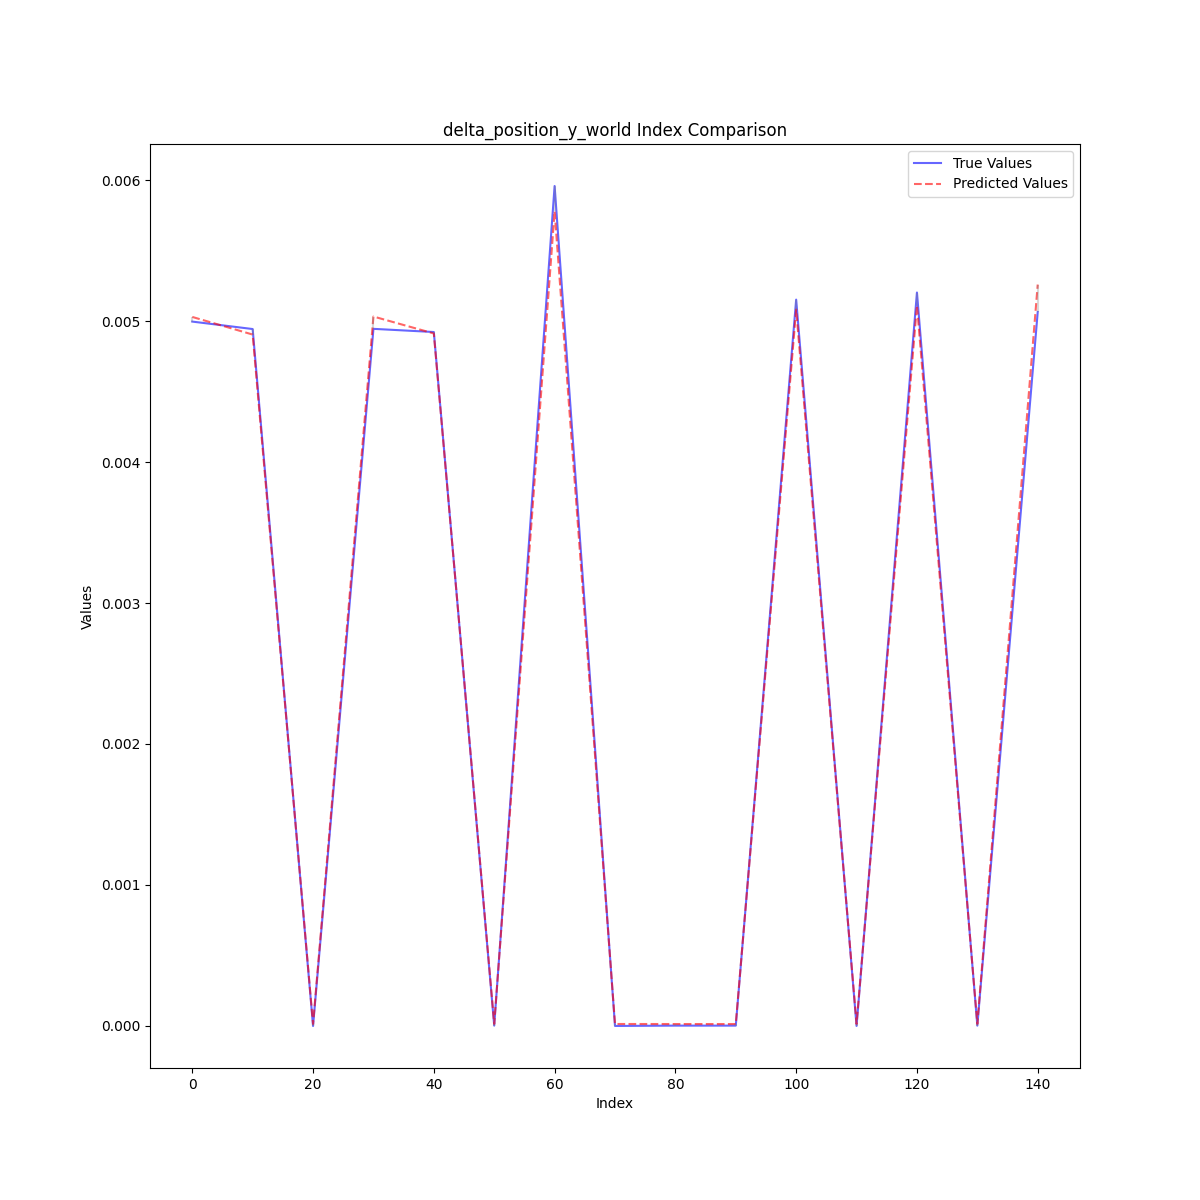 delta_position_y_world Index Comparison
True Values
Predicted Values
0.006
0.005
0.004
0.003
0.002
0.001
0.000
Values
0 20 40 60 80 100 120 140
Index